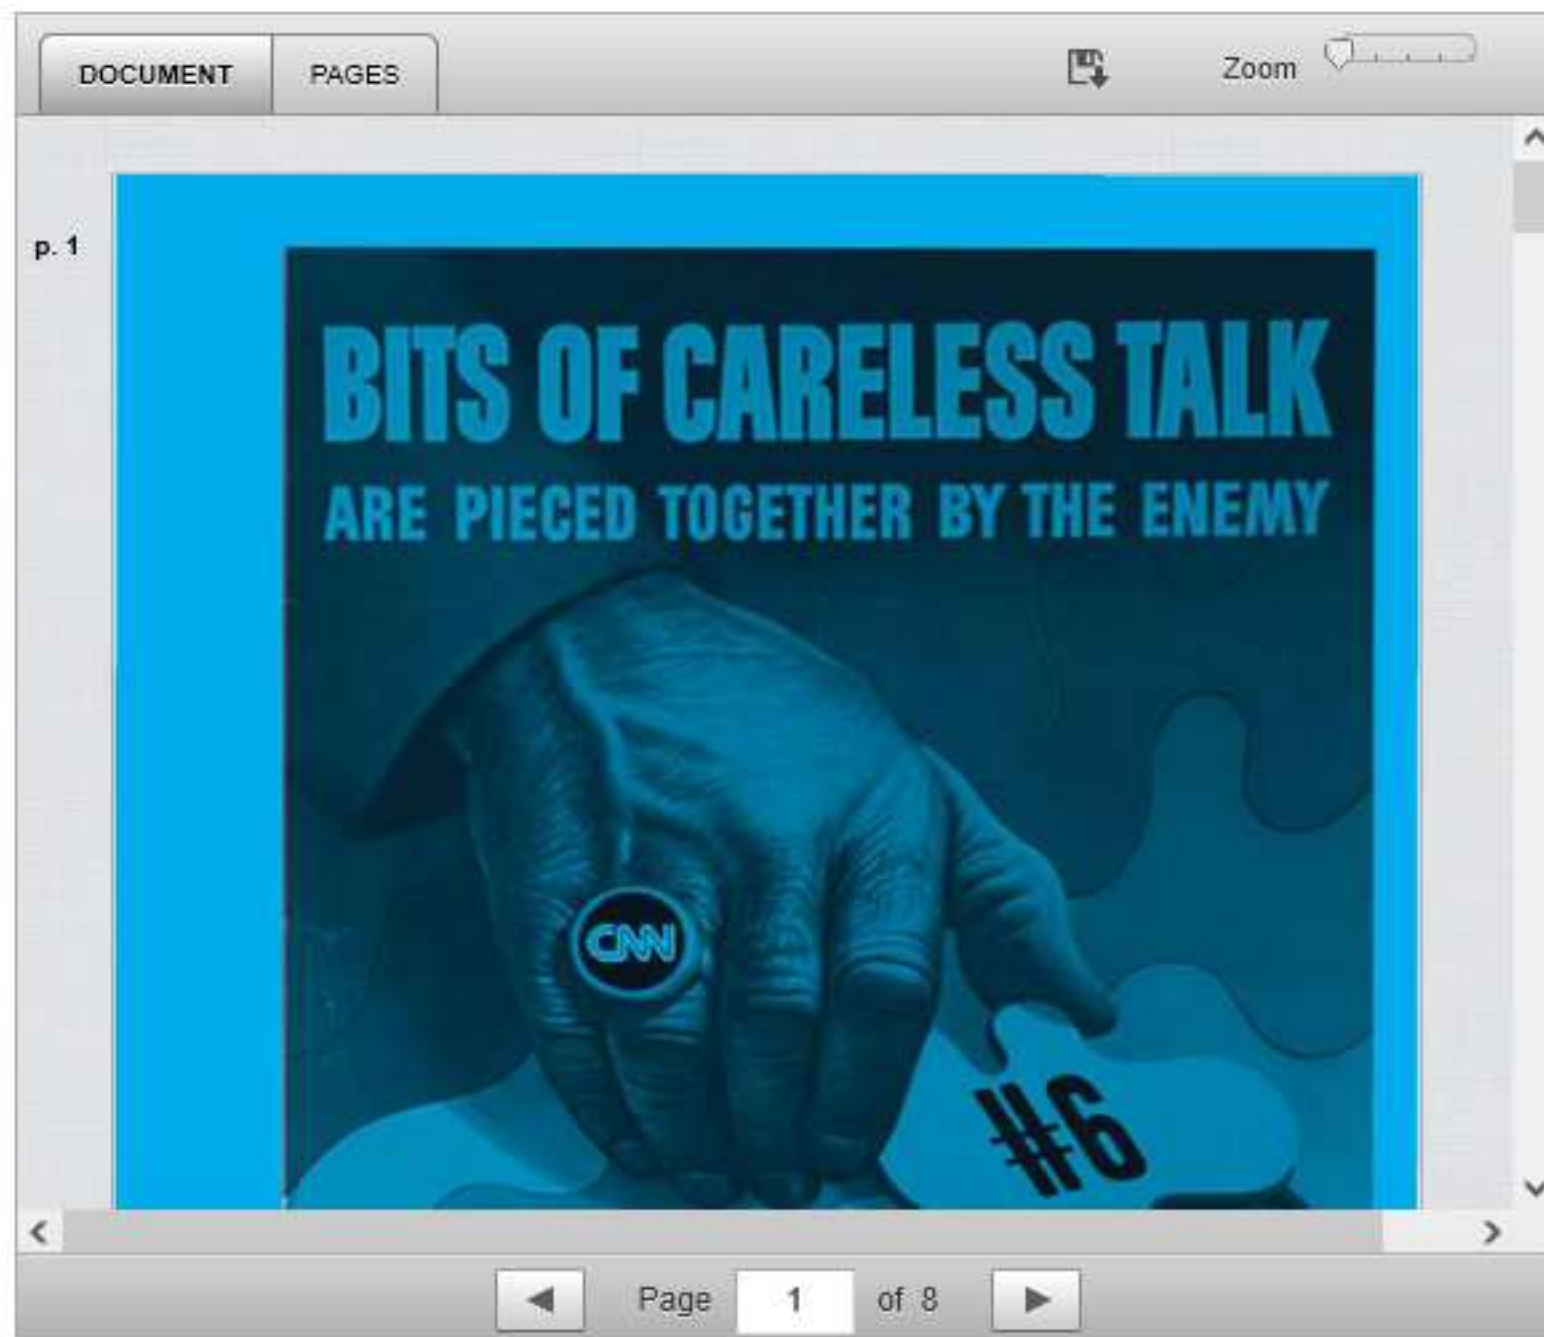 DOCUMENT PAGES Zoom
p. 1
BITS OF CARELESS TALK
ARE PIECED TOGETHER BY THE ENEMY
CNN
#6
Page 1 of 8